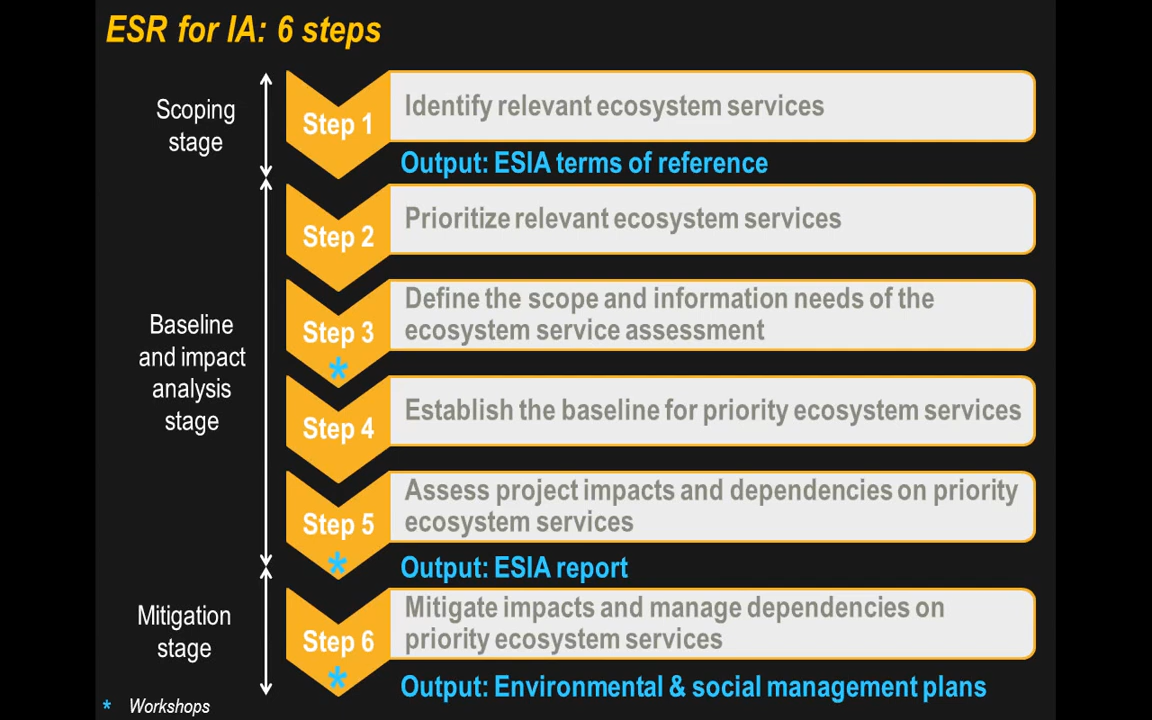 ESR for IA: 6 steps
Scoping
stage
Step 1
Identify relevant ecosystem services
Output: ESIA terms of reference
Baseline
and impact
analysis
stage
Step 2
Prioritize relevant ecosystem services
Step 3
*
Define the scope and information needs of the
ecosystem service assessment
Step 4
Establish the baseline for priority ecosystem services
Step 5
*
Assess project impacts and dependencies on priority
ecosystem services
Output: ESIA report
Mitigation
stage
Step 6
*
Mitigate impacts and manage dependencies on
priority ecosystem services
Output: Environmental & social management plans
* Workshops